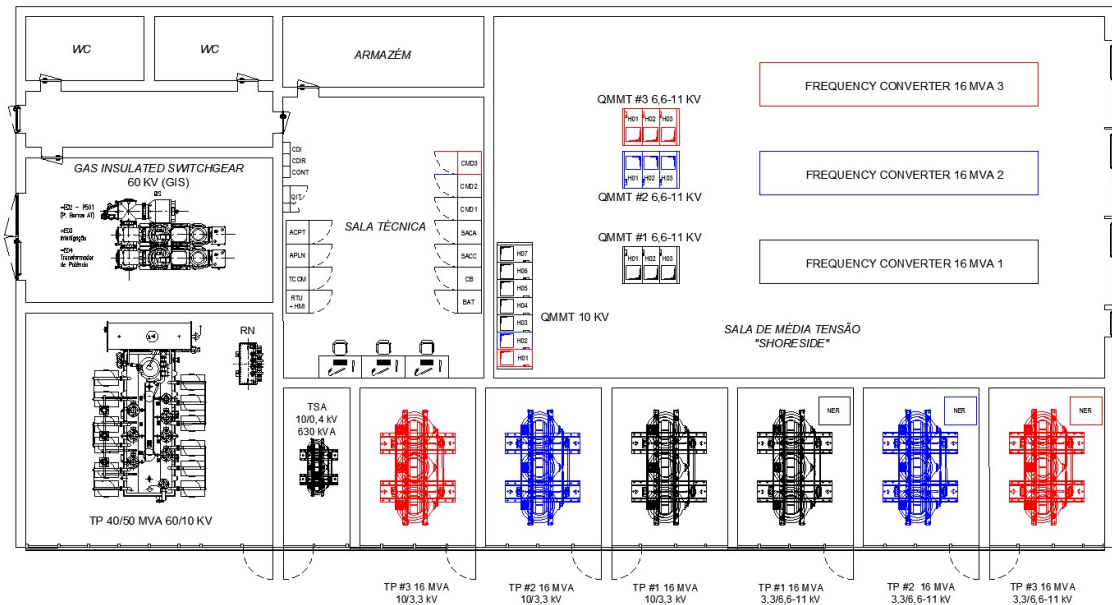 WC
WC
ARMAZÉM
GAS INSULATED SWITCHGEAR
60 KV (GIS)
(P. Barras AT)
Interligação
Transformador
de Potência
RN
TP 40/50 MVA 60/10 KV
CDI
CDIR
CONT
QIT
ACPT
APLN
TCOM
RTU
+ HMI
SALA TÉCNICA
CMD3
CMD2
CMD1
SACA
SACC
CB
BAT
QMMT #3 6,6-11 KV
H01
H02
H03
H01
H02
H03
QMMT #2 6,6-11 KV
QMMT #1 6,6-11 KV
H01
H02
H03
H07
H06
H05
H04
H03
H02
H01
QMMT 10 KV
FREQUENCY CONVERTER 16 MVA 3
FREQUENCY CONVERTER 16 MVA 2
FREQUENCY CONVERTER 16 MVA 1
SALA DE MÉDIA TENSÃO
"SHORESIDE"
TSA
10/0,4 kV
630 kVA
NER
NER
NER
TP #3 16 MVA
10/3,3 kV
TP #2 16 MVA
10/3,3 kV
TP #1 16 MVA
10/3,3 kV
TP #1 16 MVA
3,3/6,6-11 kV
TP #2 16 MVA
3,3/6,6-11 kV
TP #3 16 MVA
3,3/6,6-11 kV